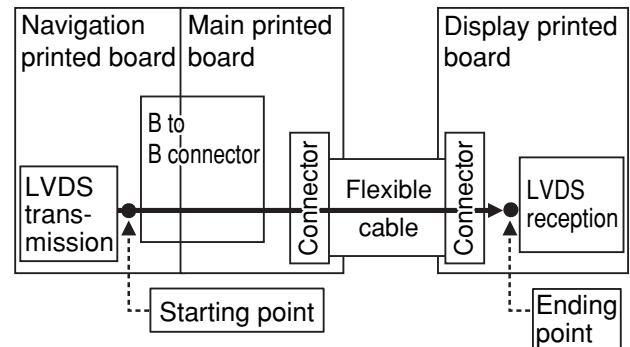 Navigation
printed board
Main printed
board
Display printed
board
B to
B connector
LVDS
trans-
mission
Connector
Flexible
cable
Connector
LVDS
reception
Starting point
Ending
point